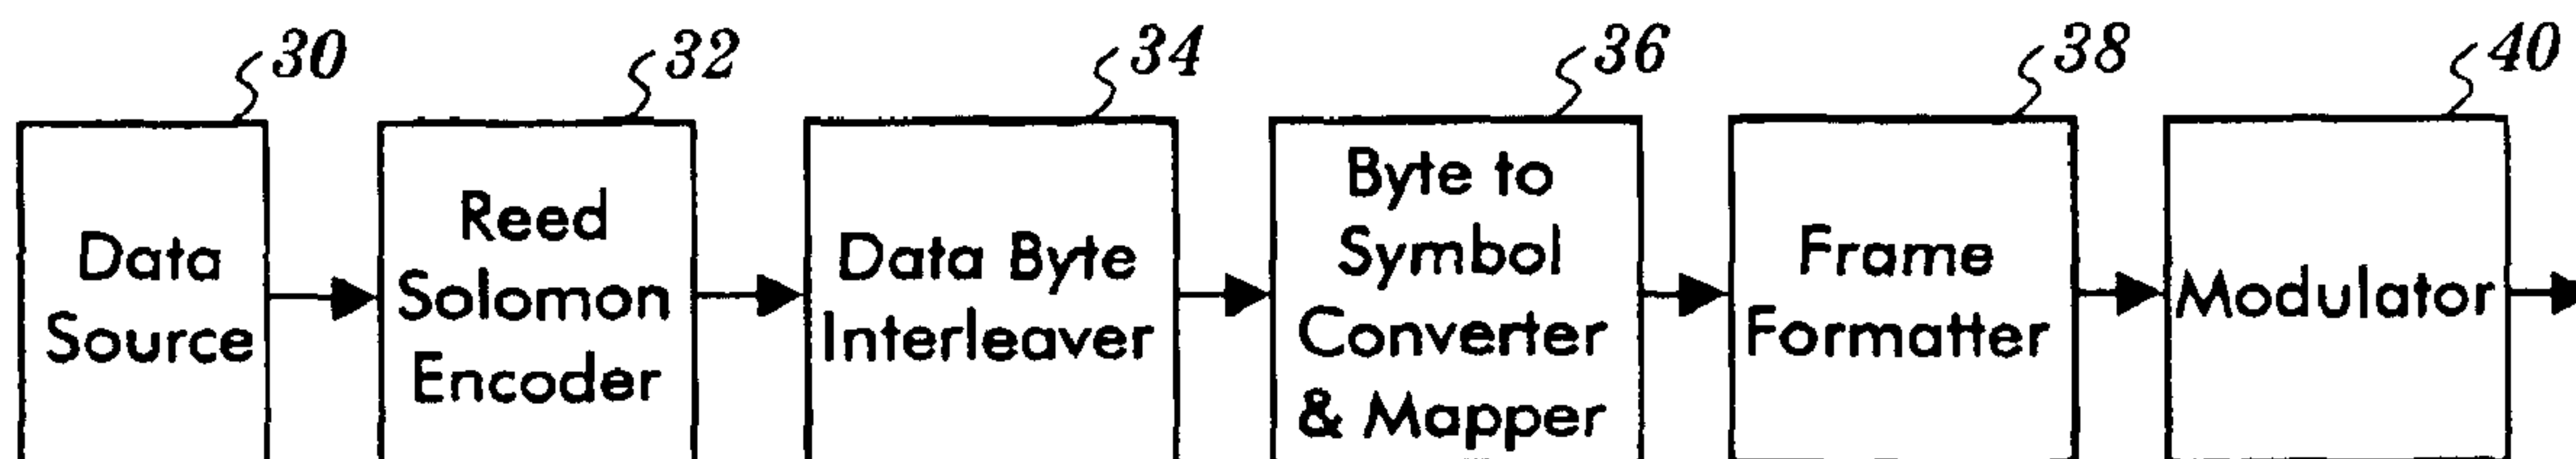 30
32
34
36
38
40
Data
Source
Reed
Solomon
Encoder
Data Byte
Interleaver
Byte to
Symbol
Converter
& Mapper
Frame
Formatter
Modulator